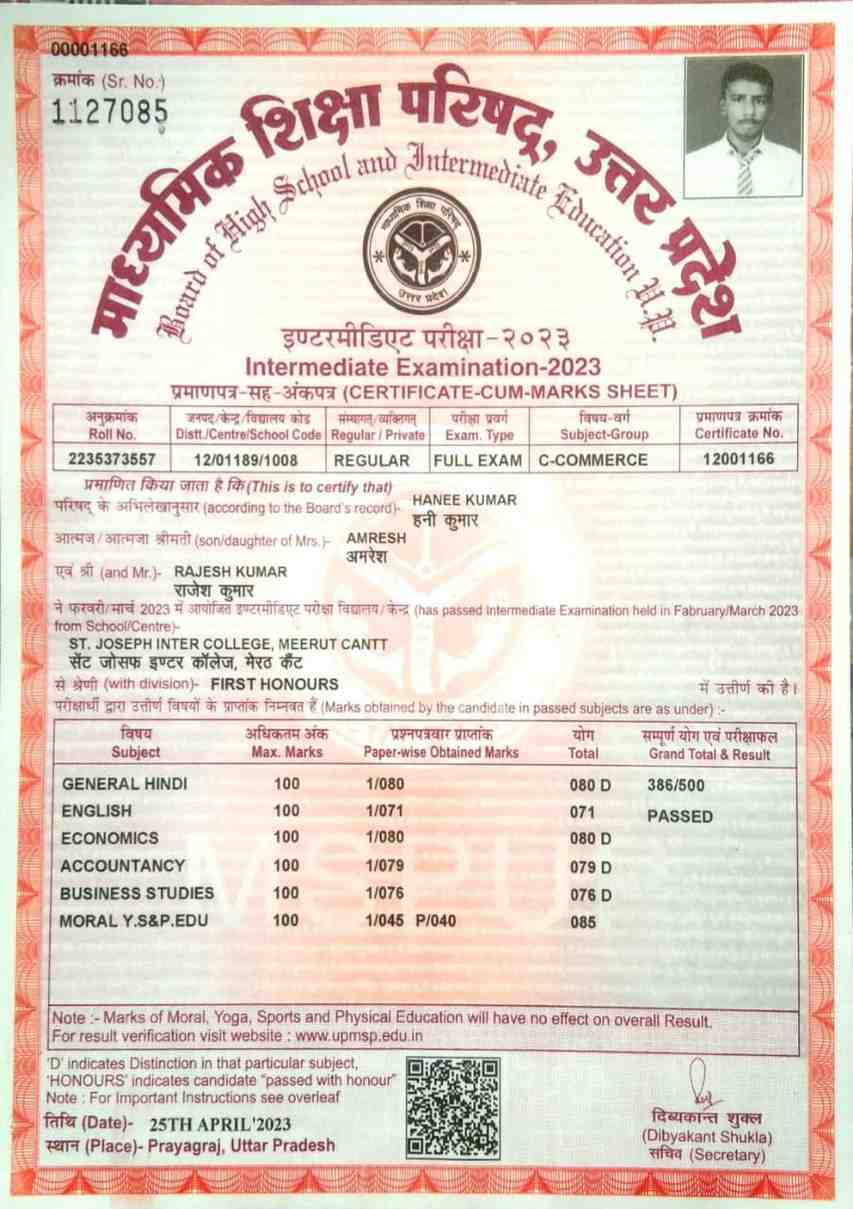 00001166
क्रमांक (Sr. No.)
1127085
माध्यमिक शिक्षा परिषद्, उत्तर प्रदेश
Board of High School and Intermediate Education U.P.
माध्यमिक शिक्षा परिषद्
उत्तर प्रदेश
इण्टरमीडिएट परीक्षा-२०२३
Intermediate Examination-2023
प्रमाणपत्र-सह-अंकपत्र (CERTIFICATE-CUM-MARKS SHEET)
अनुक्रमांक जनपद/केन्द्र/विद्यालय कोड संस्थागत/व्यक्तिगत परीक्षा प्रवर्ग विषय-वर्ग प्रमाणपत्र क्रमांक
Roll No. Distt./Centre/School Code Regular / Private Exam. Type Subject-Group Certificate No.
2235373557 12/01189/1008 REGULAR FULL EXAM C-COMMERCE 12001166
प्रमाणित किया जाता है कि (This is to certify that)
परिषद के अभिलेखानुसार (according to the Board's record)- HANEE KUMAR
हनी कुमार
आत्मज/आत्मजा श्रीमती (son/daughter of Mrs.)- AMRESH
अमरेश
एवं श्री (and Mr.)- RAJESH KUMAR
राजेश कुमार
ने फरवरी/मार्च 2023 में आयोजित इण्टरमीडिएट परीक्षा विद्यालय/केन्द्र (has passed Intermediate Examination held in Fabruary/March 2023
from School/Centre)-
ST. JOSEPH INTER COLLEGE, MEERUT CANTT
सेंट जोसफ इण्टर कॉलेज, मेरठ कैंट
से श्रेणी (with division)- FIRST HONOURS में उत्तीर्ण की है।
परीक्षार्थी द्वारा उत्तीर्ण विषयों के प्राप्तांक निम्नवत हैं (Marks obtained by the candidate in passed subjects are as under) :-
विषय अधिकतम अंक प्रश्नपत्रवार प्राप्तांक योग सम्पूर्ण योग एवं परीक्षाफल
Subject Max. Marks Paper-wise Obtained Marks Total Grand Total & Result
GENERAL HINDI 100 1/080 080 D 386/500
ENGLISH 100 1/071 071 PASSED
ECONOMICS 100 1/080 080 D
ACCOUNTANCY 100 1/079 079 D
BUSINESS STUDIES 100 1/076 076 D
MORAL Y.S&P.EDU 100 1/045 P/040 085
Note :- Marks of Moral, Yoga, Sports and Physical Education will have no effect on overall Result.
For result verification visit website : www.upmsp.edu.in
'D' indicates Distinction in that particular subject,
'HONOURS' indicates candidate "passed with honour"
Note : For Important Instructions see overleaf
तिथि (Date)- 25TH APRIL'2023
स्थान (Place)- Prayagraj, Uttar Pradesh
दिब्यकान्त शुक्ल
(Dibyakant Shukla)
सचिव (Secretary)